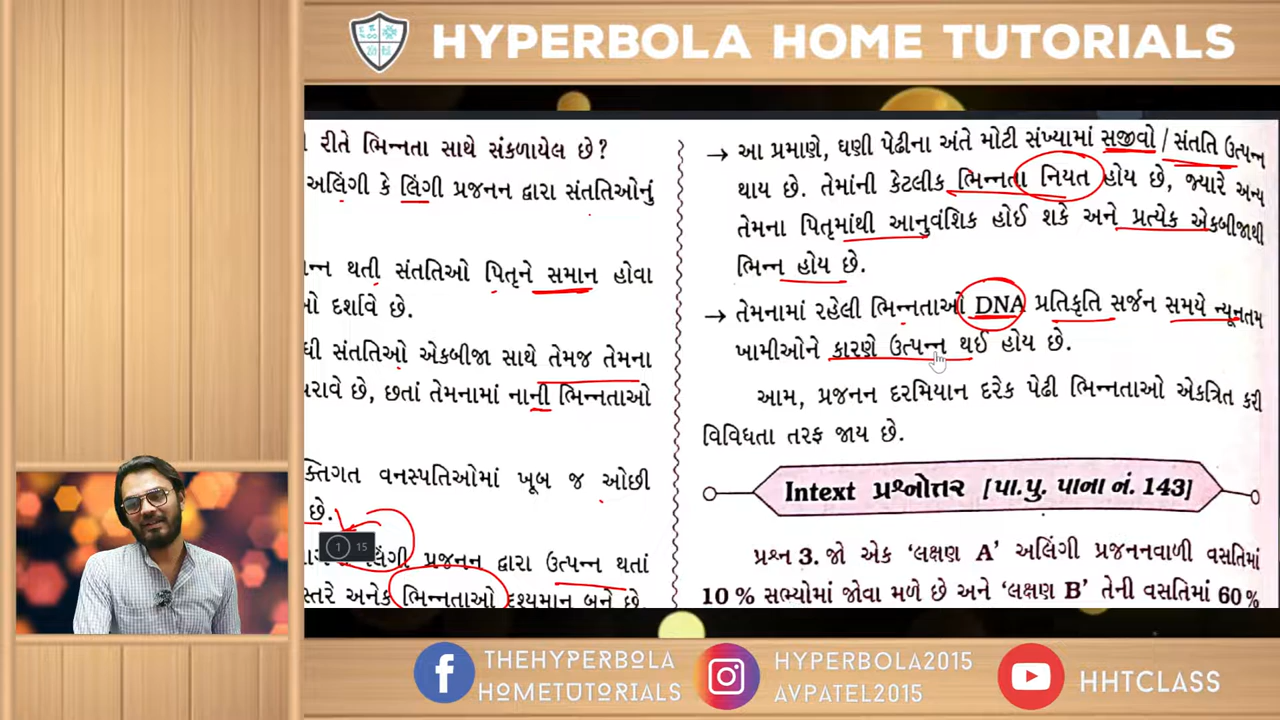 HYPERBOLA HOME TUTORIALS
રીતે ભિન્નતા સાથે સંકળાયેલ છે?
અલિંગી કે લિંગી પ્રજનન દ્વારા સંતતિઓનું
ન્ન થતી સંતતિઓ પિતૃને સમાન હોવા
ઓ દર્શાવે છે.
સંતતિઓ એકબીજા સાથે તેમજ તેમના
રાવે છે, છતાં તેમનામાં નાની ભિન્નતાઓ
ક્તિગત વનસ્પતિઓમાં ખૂબ જ ઓછી
છે.
1 15
લિંગી પ્રજનન દ્વારા ઉત્પન્ન થતાં
સ્તરે અનેક ભિન્નતાઓ દૃશ્યમાન બને છે.
→ આ પ્રમાણે, ઘણી પેઢીના અંતે મોટી સંખ્યામાં સજીવો / સંતતિ ઉત્પન્ન
થાય છે. તેમાંની કેટલીક ભિન્નતા નિયત હોય છે, જ્યારે અન્ય
તેમના પિતૃમાંથી આનુવંશિક હોઈ શકે અને પ્રત્યેક એકબીજાથી
ભિન્ન હોય છે.
→ તેમનામાં રહેલી ભિન્નતાઓ DNA પ્રતિકૃતિ સર્જન સમયે ન્યૂનતમ
ખામીઓને કારણે ઉત્પન્ન થઈ હોય છે.
આમ, પ્રજનન દરમિયાન દરેક પેઢી ભિન્નતાઓ એકત્રિત કરી
વિવિધતા તરફ જાય છે.
Intext પ્રશ્નોત્તર [પા.પુ. પાના નં. 143]
પ્રશ્ન 3. જો એક ‘લક્ષણ A’ અલિંગી પ્રજનનવાળી વસતિમાં
10 % સભ્યોમાં જોવા મળે છે અને ‘લક્ષણ B’ તેની વસતિમાં 60 %
THEHYPERBOLA
HOMETUTORIALS
HYPERBOLA2015
AVPATEL2015
HHTCLASS